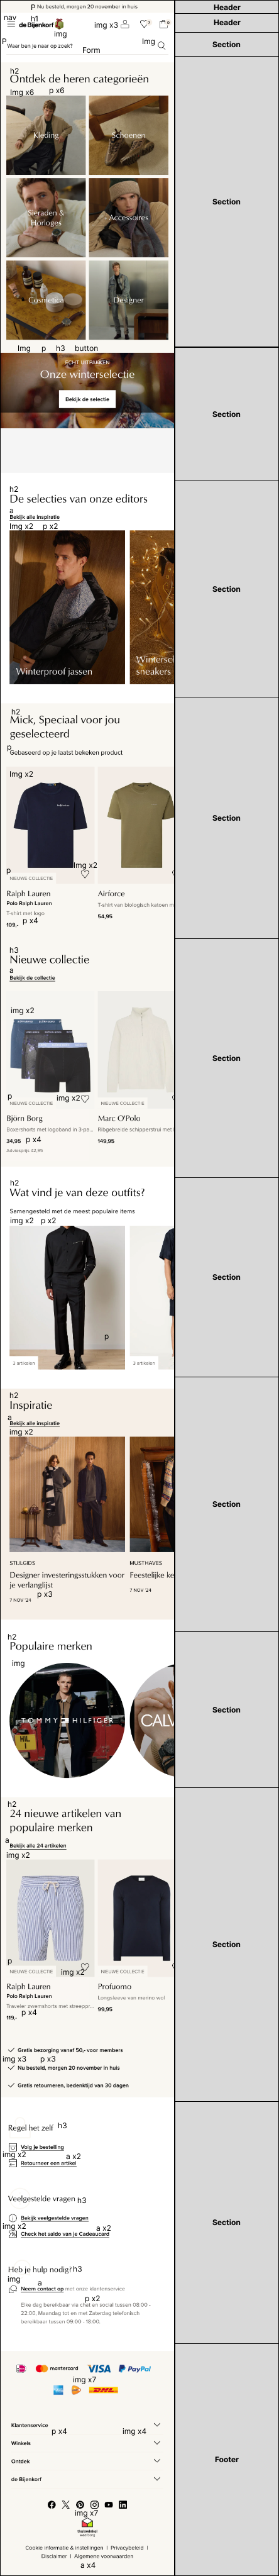 P Nu besteld, morgen 20 november in huis
Header
nav h1 img x3
de Bijenkorf
img
Header
P Img
Waar ben je naar op zoek?
Form
Section
h2
Ontdek de heren categorieën
Img x6 p x6
Kleding Schoenen
Section
Sieraden & Horloges Accessoires
Cosmetica Designer
Img p h3 button
ECHT UITPAKKEN
Onze winterselectie
Bekijk de selectie
Section
h2
De selecties van onze editors
a
Bekijk alle inspiratie
Img x2 p x2
Section
Winterproof jassen
Wintersch
sneakers
h2
Mick, Speciaal voor jou
geselecteerd
p
Gebaseerd op je laatst bekeken product
Img x2
Section
p Img x2
NIEUWE COLLECTIE
Ralph Lauren Airforce
Polo Ralph Lauren T-shirt van biologisch katoen m
T-shirt met logo
54,95
109,- p x4
h3
Nieuwe collectie
a
Bekijk de collectie
img x2
Section
p img x2
NIEUWE COLLECTIE NIEUWE COLLECTIE
Björn Borg Marc O'Polo
Boxershorts met logoband in 3-pa... Ribgebreide schipperstrui met
34,95 p x4 149,95
Adviesprijs 42,95
h2
Wat vind je van deze outfits?
Samengesteld met de meest populaire items
img x2 p x2
Section
p
3 artikelen 3 artikelen
h2
Inspiratie
a
Bekijk alle inspiratie
img x2
Section
STIJLGIDS MUSTHAVES
Designer investeringsstukken voor
je verlanglijst
Feestelijke ke
p x3
7 NOV '24 7 NOV '24
h2
Populaire merken
img
TOMMY HILFIGER CALV
Section
h2
24 nieuwe artikelen van
populaire merken
a
Bekijk alle 24 artikelen
img x2
Section
p img x2
NIEUWE COLLECTIE NIEUWE COLLECTIE
Ralph Lauren Profuomo
Polo Ralph Lauren Longsleeve van merino wol
Traveler zwemshorts met streeppr...
119,- p x4 99,95
Gratis bezorging vanaf 50,- voor members
img x3 p x3
Nu besteld, morgen 20 november in huis
Gratis retourneren, bedenktijd van 30 dagen
Regel het zelf h3
Volg je bestelling
img x2 a x2
Retourneer een artikel
Veelgestelde vragen h3
Bekijk veelgestelde vragen
img x2 a x2
Check het saldo van je Cadeaucard
Section
Heb je hulp nodig? h3
img a
Neem contact op met onze klantenservice
p x2
Elke dag bereikbaar via chat en social tussen 08:00 -
22:00. Maandag tot en met Zaterdag telefonisch
bereikbaar tussen 09:00 - 18:00.
mastercard VISA PayPal
img x7
DHL
Klantenservice
p x4 img x4
Winkels
Ontdek
de Bijenkorf
Footer
img x7
thuiswinkel
waarborg
Cookie informatie & instellingen | Privacybeleid |
Disclaimer | Algemene voorwaarden
a x4